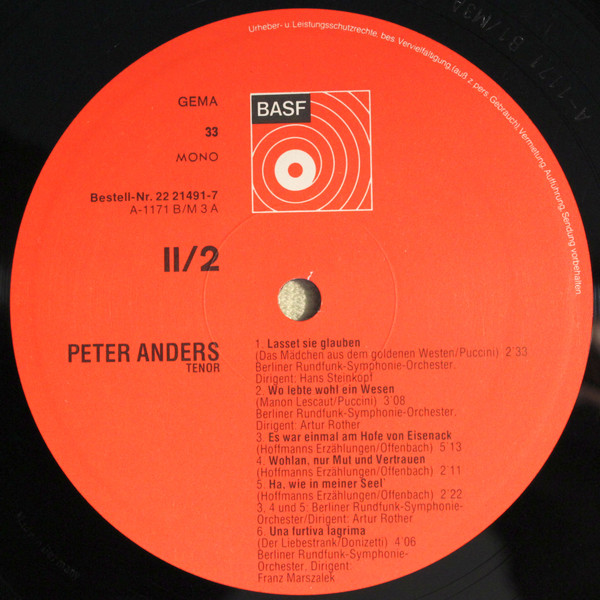 Urheber- u. Leistungsschutzrechte, bes. Vervielfältigung (auß z. pers. Gebrauch), Vermietung, Aufführung, Sendung vorbehalten
A-1171 B1/M3A
GEMA
BASF
33
MONO
Bestell-Nr. 22 21491-7
A-1171 B/M 3 A
II/2
PETER ANDERS
TENOR
1. Lasset sie glauben
(Das Mädchen aus dem goldenen Westen/Puccini) 2'33
Berliner Rundfunk-Symphonie-Orchester,
Dirigent: Hans Steinkopf
2. Wo lebte wohl ein Wesen
(Manon Lescaut/Puccini) 3'08
Berliner Rundfunk-Symphonie-Orchester,
Dirigent: Artur Rother
3. Es war einmal am Hofe von Eisenack
(Hoffmanns Erzählungen/Offenbach) 5'13
4. Wohlan, nur Mut und Vertrauen
(Hoffmanns Erzählungen/Offenbach) 2'11
5. Ha, wie in meiner Seel'
(Hoffmanns Erzählungen/Offenbach) 2'22
3, 4 und 5: Berliner Rundfunk-Symphonie-
Orchester/Dirigent: Artur Rother
6. Una furtiva lagrima
(Der Liebestrank/Donizetti) 4'06
Berliner Rundfunk-Symphonie-
Orchester, Dirigent:
Franz Marszalek